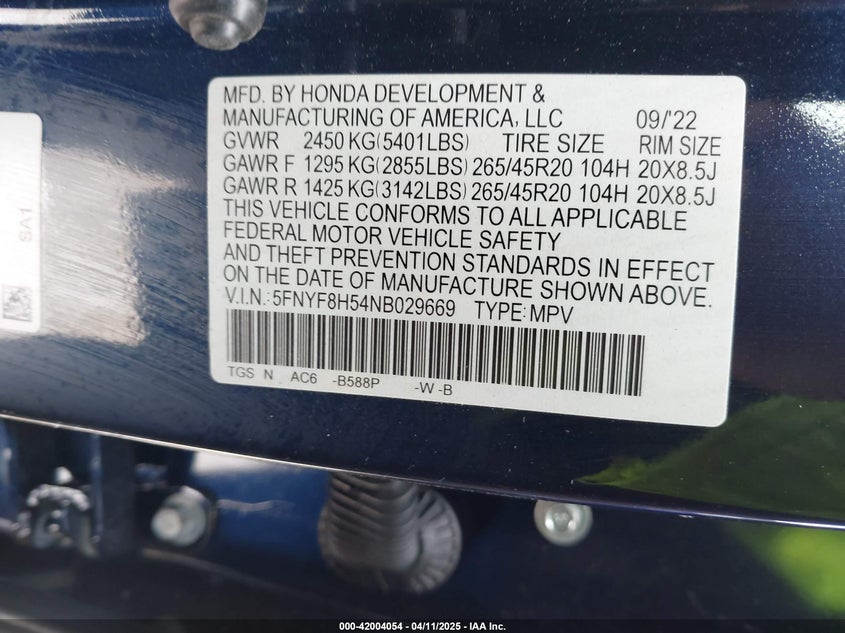 MFD. BY HONDA DEVELOPMENT &
MANUFACTURING OF AMERICA, LLC 09/'22
GVWR 2450 KG(5401LBS) TIRE SIZE RIM SIZE
GAWR F 1295 KG(2855LBS) 265/45R20 104H 20X8.5J
GAWR R 1425 KG(3142LBS) 265/45R20 104H 20X8.5J
THIS VEHICLE CONFORMS TO ALL APPLICABLE
FEDERAL MOTOR VEHICLE SAFETY
AND THEFT PREVENTION STANDARDS IN EFFECT
ON THE DATE OF MANUFACTURE SHOWN ABOVE.
V.I.N.:5FNYF8H54NB029669 TYPE:MPV
TGS N AC6 -B588P -W -B
SA1
000-42004054 - 04/11/2025 - IAA Inc.